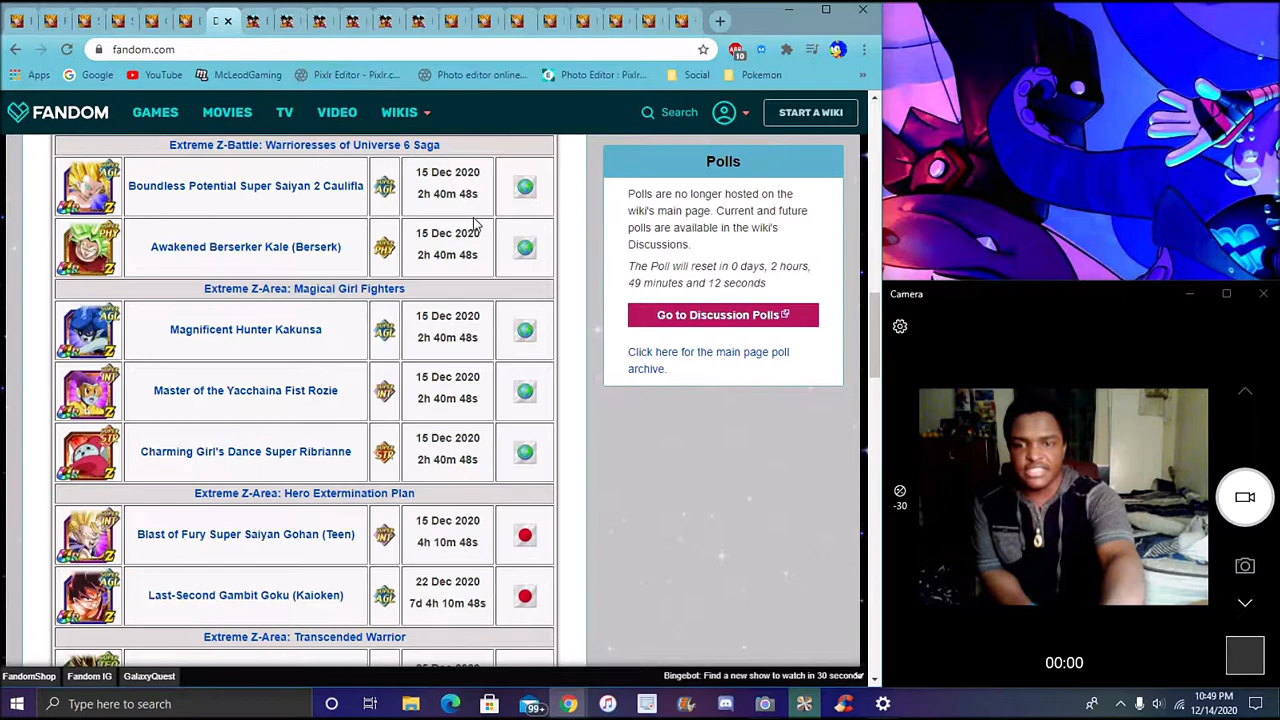 D
fandom.com
ABP
10
Apps
Google
YouTube
McLeodGaming
Pixlr Editor - Pixlr.c...
Photo editor online...
Photo Editor : Pixlr...
Social
Pokemon
»
FANDOM
GAMES
MOVIES
TV
VIDEO
WIKIS
Search
START A WIKI
Extreme Z-Battle: Warrioresses of Universe 6 Saga
Boundless Potential Super Saiyan 2 Caulifla
15 Dec 2020
2h 40m 48s
Awakened Berserker Kale (Berserk)
15 Dec 2020
2h 40m 48s
Extreme Z-Area: Magical Girl Fighters
Magnificent Hunter Kakunsa
15 Dec 2020
2h 40m 48s
Master of the Yacchaina Fist Rozie
15 Dec 2020
2h 40m 48s
Charming Girl's Dance Super Ribrianne
15 Dec 2020
2h 40m 48s
Extreme Z-Area: Hero Extermination Plan
Blast of Fury Super Saiyan Gohan (Teen)
15 Dec 2020
4h 10m 48s
Last-Second Gambit Goku (Kaioken)
22 Dec 2020
7d 4h 10m 48s
Extreme Z-Area: Transcended Warrior
Polls
Polls are no longer hosted on the
wiki's main page. Current and future
polls are available in the wiki's
Discussions.
The Poll will reset in 0 days, 2 hours,
49 minutes and 12 seconds
Go to Discussion Polls
Click here for the main page poll
archive.
FandomShop
Fandom IG
GalaxyQuest
Bingebot: Find a new show to watch in 30 seconds
Camera
-30
00:00
Type here to search
99+
10:49 PM
12/14/2020